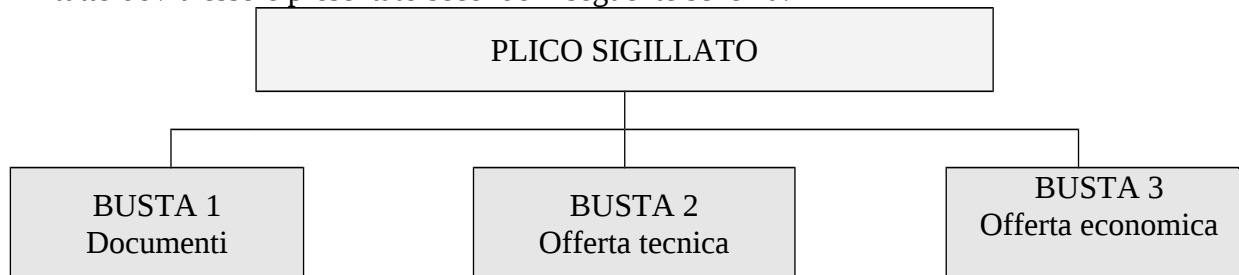 PLICO SIGILLATO
BUSTA 1
Documenti
BUSTA 2
Offerta tecnica
BUSTA 3
Offerta economica